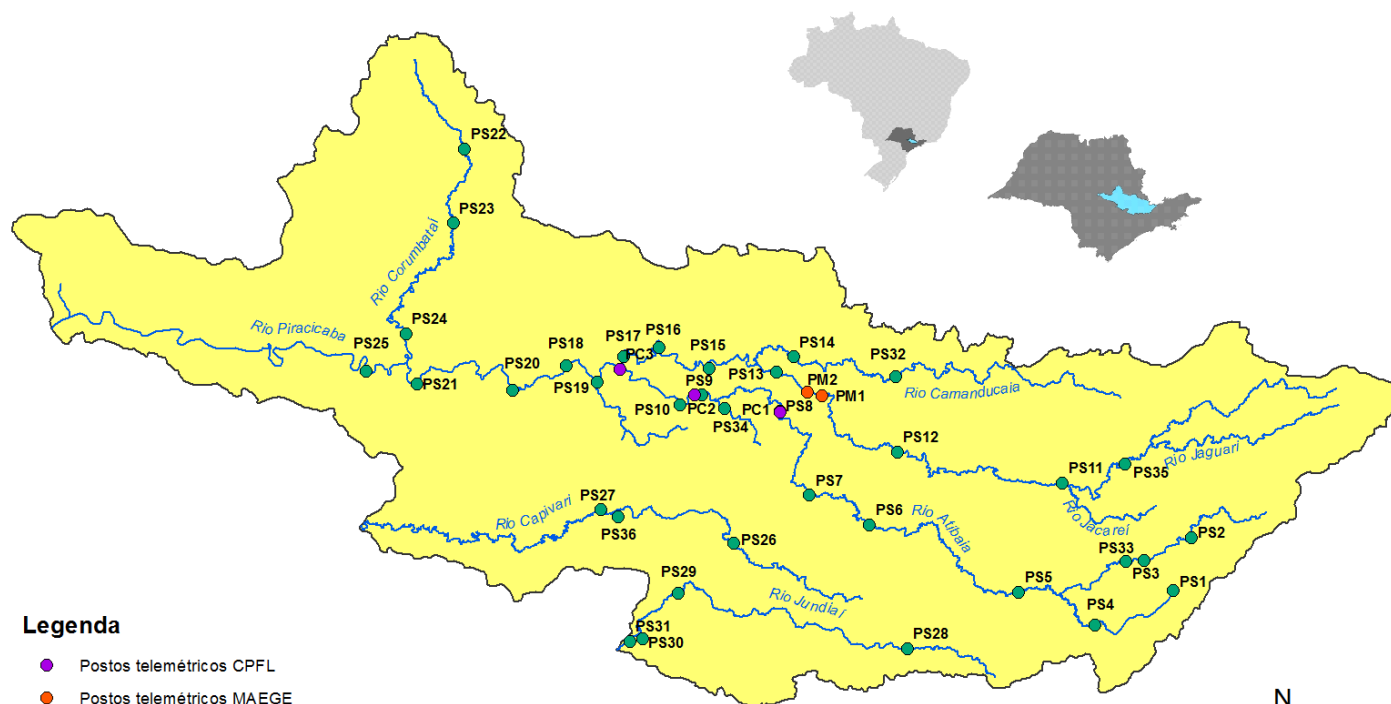 PS22
PS23
Rio Corumbataí
PS24
Rio Piracicaba
PS25
PS21
PS20
PS18
PS19
PS17
PC3
PS16
PS15
PS14
PS13
PS32
Rio Camanducaia
PM2
PM1
PS9
PS10
PC2
PS34
PC1
PS8
PS12
PS11
PS35
Rio Jaguari
Rio Jacareí
PS7
PS6
Rio Atibaia
PS2
PS33
PS3
PS1
PS5
PS4
PS27
Rio Capivari
PS36
PS26
PS29
Rio Jundiaí
PS28
PS31
PS30
Legenda
Postos telemétricos CPFL
Postos telemétricos MAEGE
N